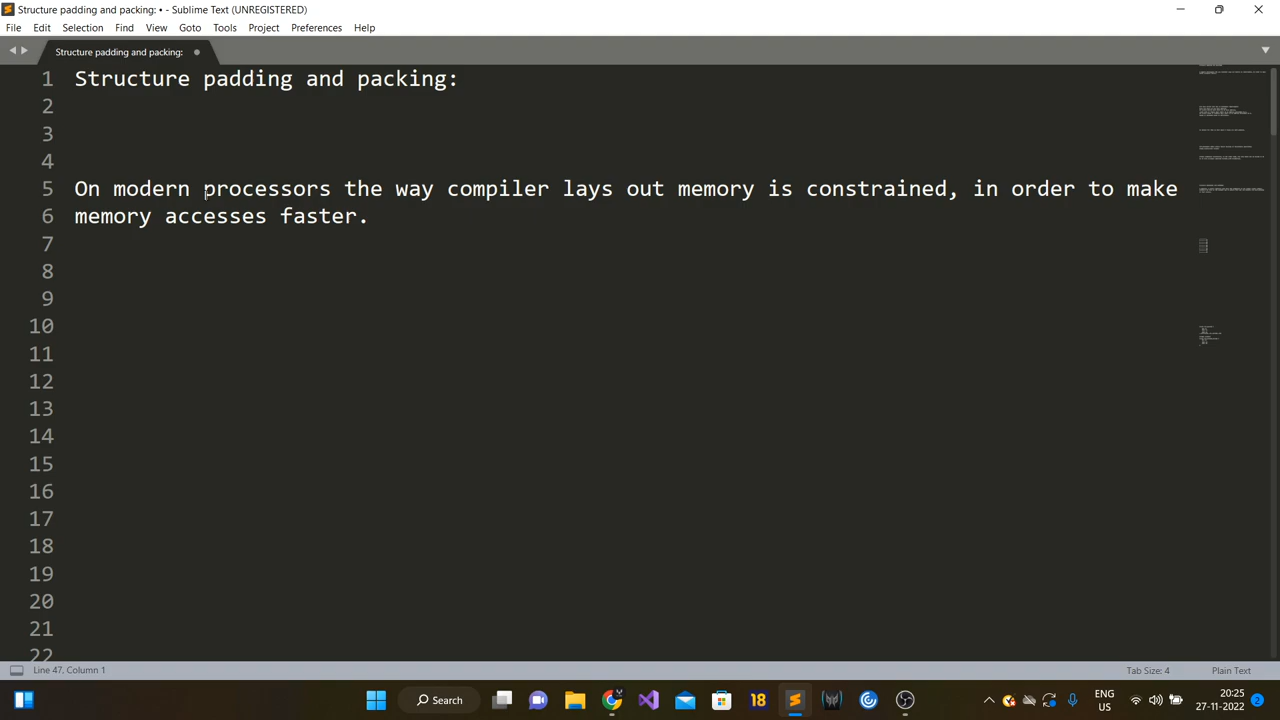 Structure padding and packing: • - Sublime Text (UNREGISTERED)
File Edit Selection Find View Goto Tools Project Preferences Help
Structure padding and packing:
1 Structure padding and packing:
2
3
4
5 On modern processors the way compiler lays out memory is constrained, in order to make
6 memory accesses faster.
7
8
9
10
11
12
13
14
15
16
17
18
19
20
21
22
Line 47, Column 1 Tab Size: 4 Plain Text
Search 18 ENG 20:25
US 27-11-2022 2